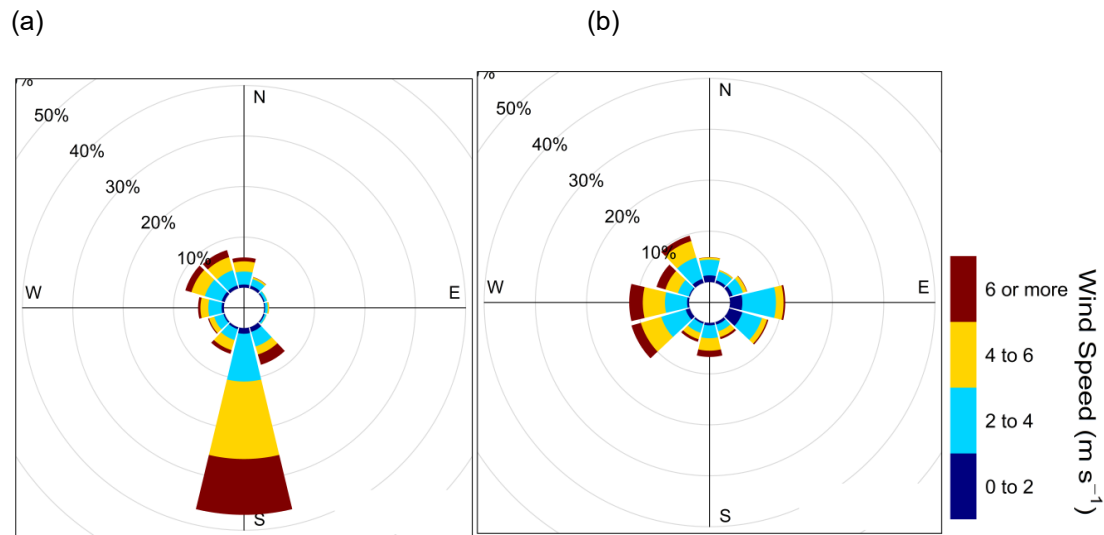 (a)
(b)
%
50%
40%
30%
20%
10%
N
E
S
W
%
50%
40%
30%
20%
10%
N
E
S
W
6 or more
4 to 6
2 to 4
0 to 2
Wind Speed (m s⁻¹)